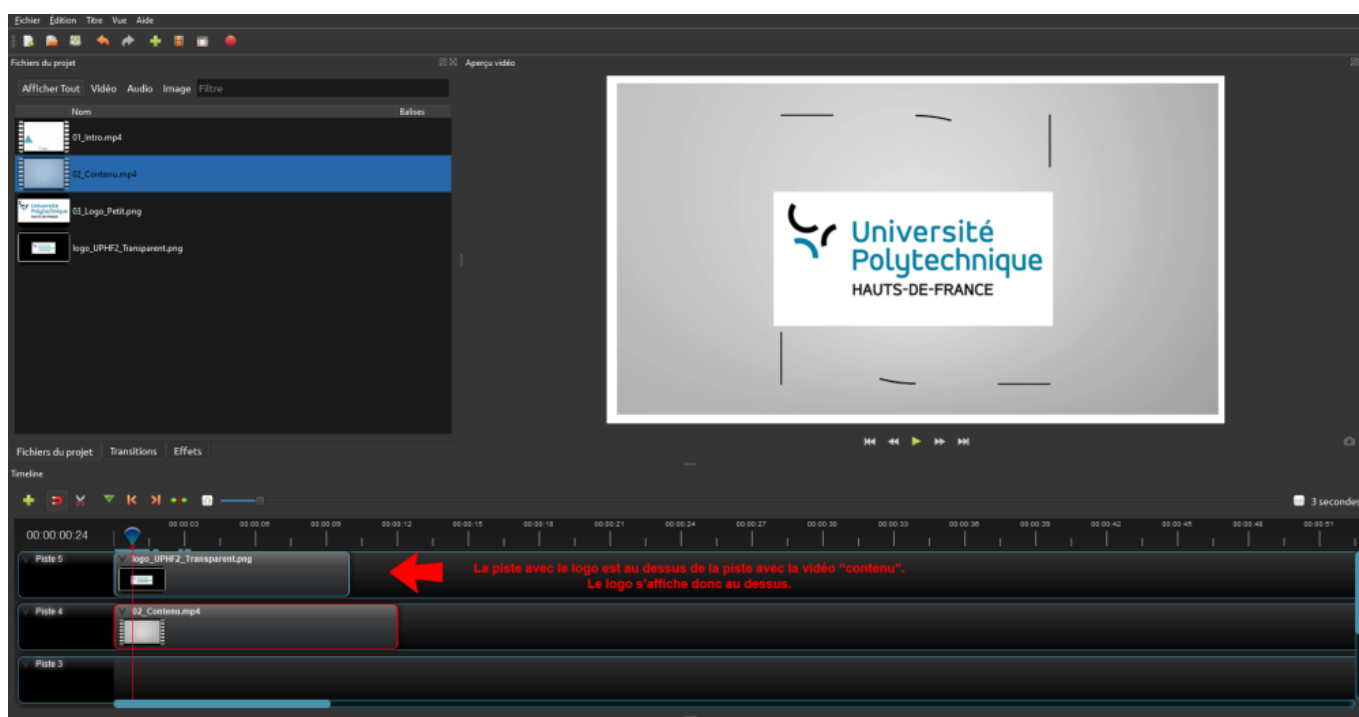 Fichier Édition Titre Vue Aide
Fichiers du projet
Aperçu vidéo
Afficher Tout Vidéo Audio Image Filtre
Nom Balises
01_Intro.mp4
02_Contenu.mp4
Université Polytechnique
03_Logo_Petit.png
logo_UPHF2_Transparent.png
Université
Polytechnique
HAUTS-DE-FRANCE
Fichiers du projet Transitions Effets
Timeline
3 secondes
00:00:00:24
00:00:03 00:00:06 00:00:09 00:00:12 00:00:15 00:00:18 00:00:21 00:00:24 00:00:27 00:00:30 00:00:33 00:00:36 00:00:39 00:00:42 00:00:45 00:00:48 00:00:51
Piste 5
logo_UPHF2_Transparent.png
La piste avec le logo est au dessus de la piste avec la vidéo “contenu”.
Le logo s’affiche donc au dessus.
Piste 4
02_Contenu.mp4
Piste 3